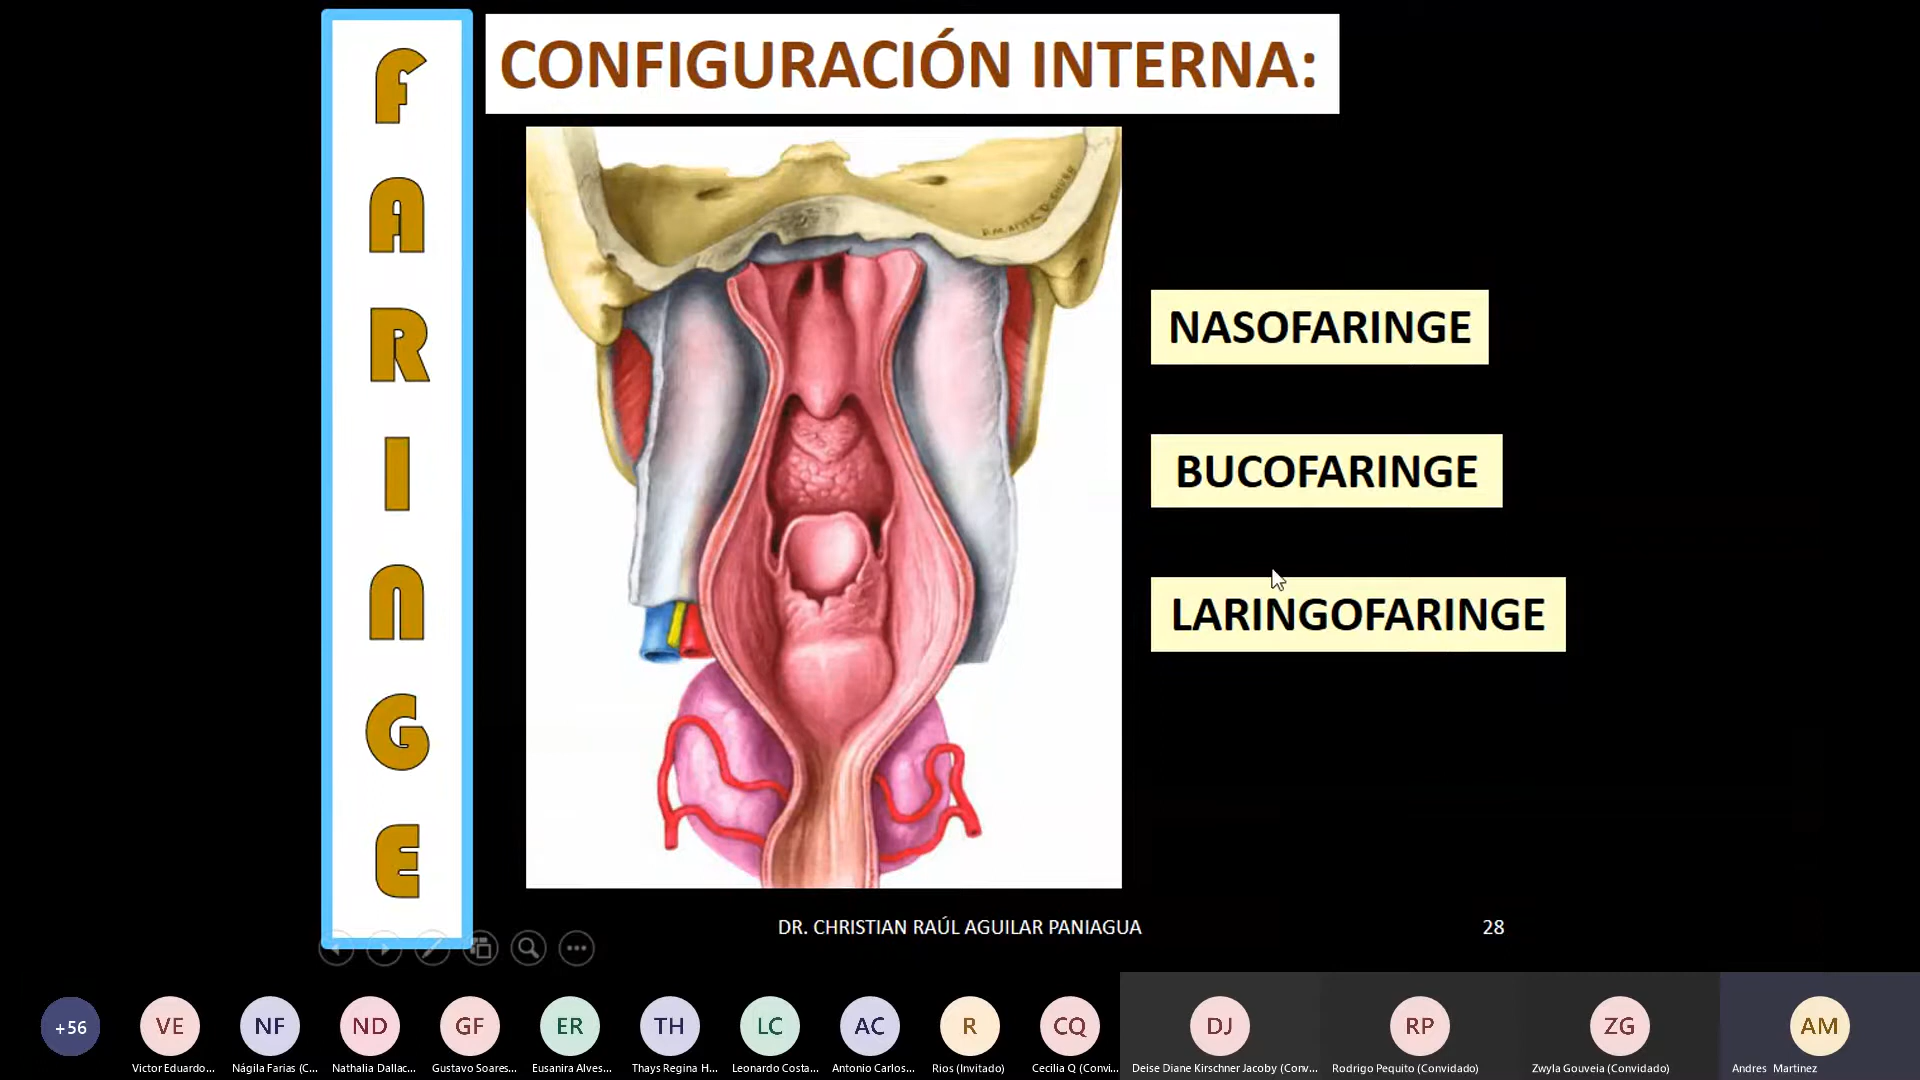 FARINGE
CONFIGURACIÓN INTERNA:
NASOFARINGE
BUCOFARINGE
LARINGOFARINGE
DR. CHRISTIAN RAÚL AGUILAR PANIAGUA
28
+56
VE
NF
ND
GF
ER
TH
LC
AC
R
CQ
DJ
RP
ZG
AM
Victor Eduardo...
Nágila Farias (C...
Nathalia Dallac...
Gustavo Soares...
Eusanira Alves...
Thays Regina H...
Leonardo Costa...
Antonio Carlos...
Rios (Invitado)
Cecilia Q (Convi...
Deise Diane Kirschner Jacoby (Conv...
Rodrigo Pequito (Convidado)
Zwyla Gouveia (Convidado)
Andres Martinez